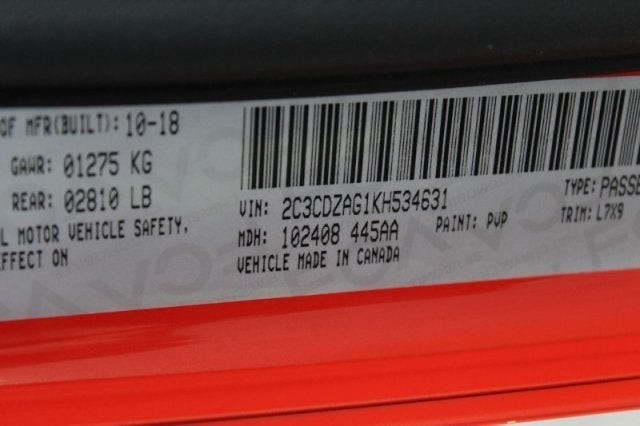 OF MFR(BUILT): 10-18
GAWR: 01275 KG
REAR: 02810 LB
L MOTOR VEHICLE SAFETY,
EFFECT ON
VIN: 2C3CDZAG1KH534631
TYPE: PASSE
MDH: 102408 445AA
PAINT: PVP
TRIM: L7X9
VEHICLE MADE IN CANADA